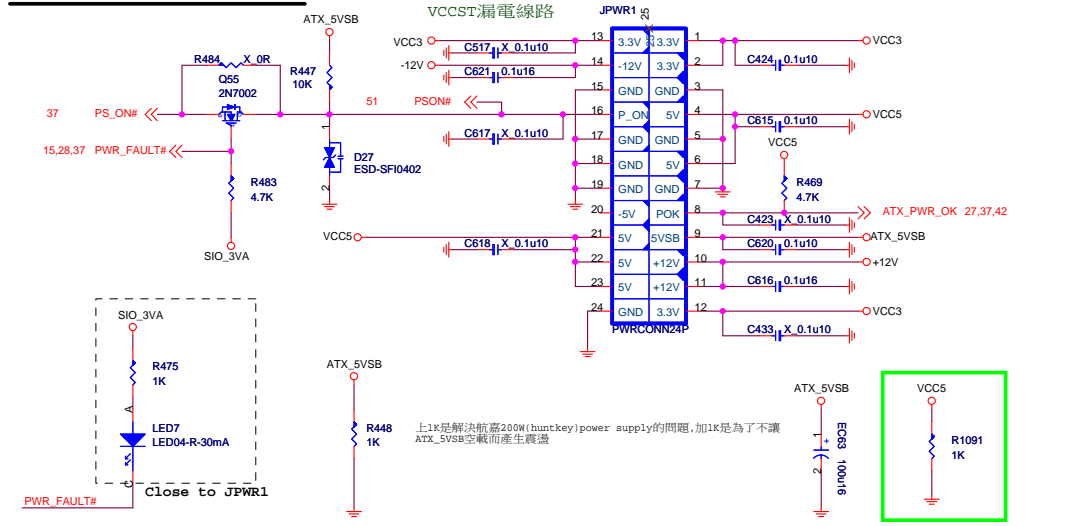 VCCST漏電線路
JPWR1
25
25
ATX_5VSB
R484
X_0R
Q55
2N7002
R447
10K
37
PS_ON#
15,28,37
PWR_FAULT#
R483
4.7K
SIO_3VA
1
2
D27
ESD-SFI0402
51
PSON#
VCC3
-12V
C517
X_0.1u10
C621
0.1u16
C617
X_0.1u10
VCC5
C618
X_0.1u10
13
3.3V
3.3V
1
14
-12V
3.3V
2
15
GND
GND
3
16
P_ON
5V
4
17
GND
GND
5
18
GND
5V
6
19
GND
GND
7
20
-5V
POK
8
21
5V
5VSB
9
22
5V
+12V
10
23
5V
+12V
11
24
GND
3.3V
12
PWRCONN24P
VCC3
C424
0.1u10
VCC5
C615
X_0.1u10
VCC5
R469
4.7K
ATX_PWR_OK
27,37,42
C423
X_0.1u10
ATX_5VSB
C620
0.1u10
+12V
C616
0.1u16
VCC3
C433
X_0.1u10
SIO_3VA
R475
1K
A
LED7
LED04-R-30mA
C
Close to JPWR1
PWR_FAULT#
ATX_5VSB
R448
1K
上1K是解決航嘉200W(huntkey)power supply的問題,加1K是為了不讓
ATX_5VSB空載而產生震盪
ATX_5VSB
1
+
2
EC63
100u16
VCC5
R1091
1K